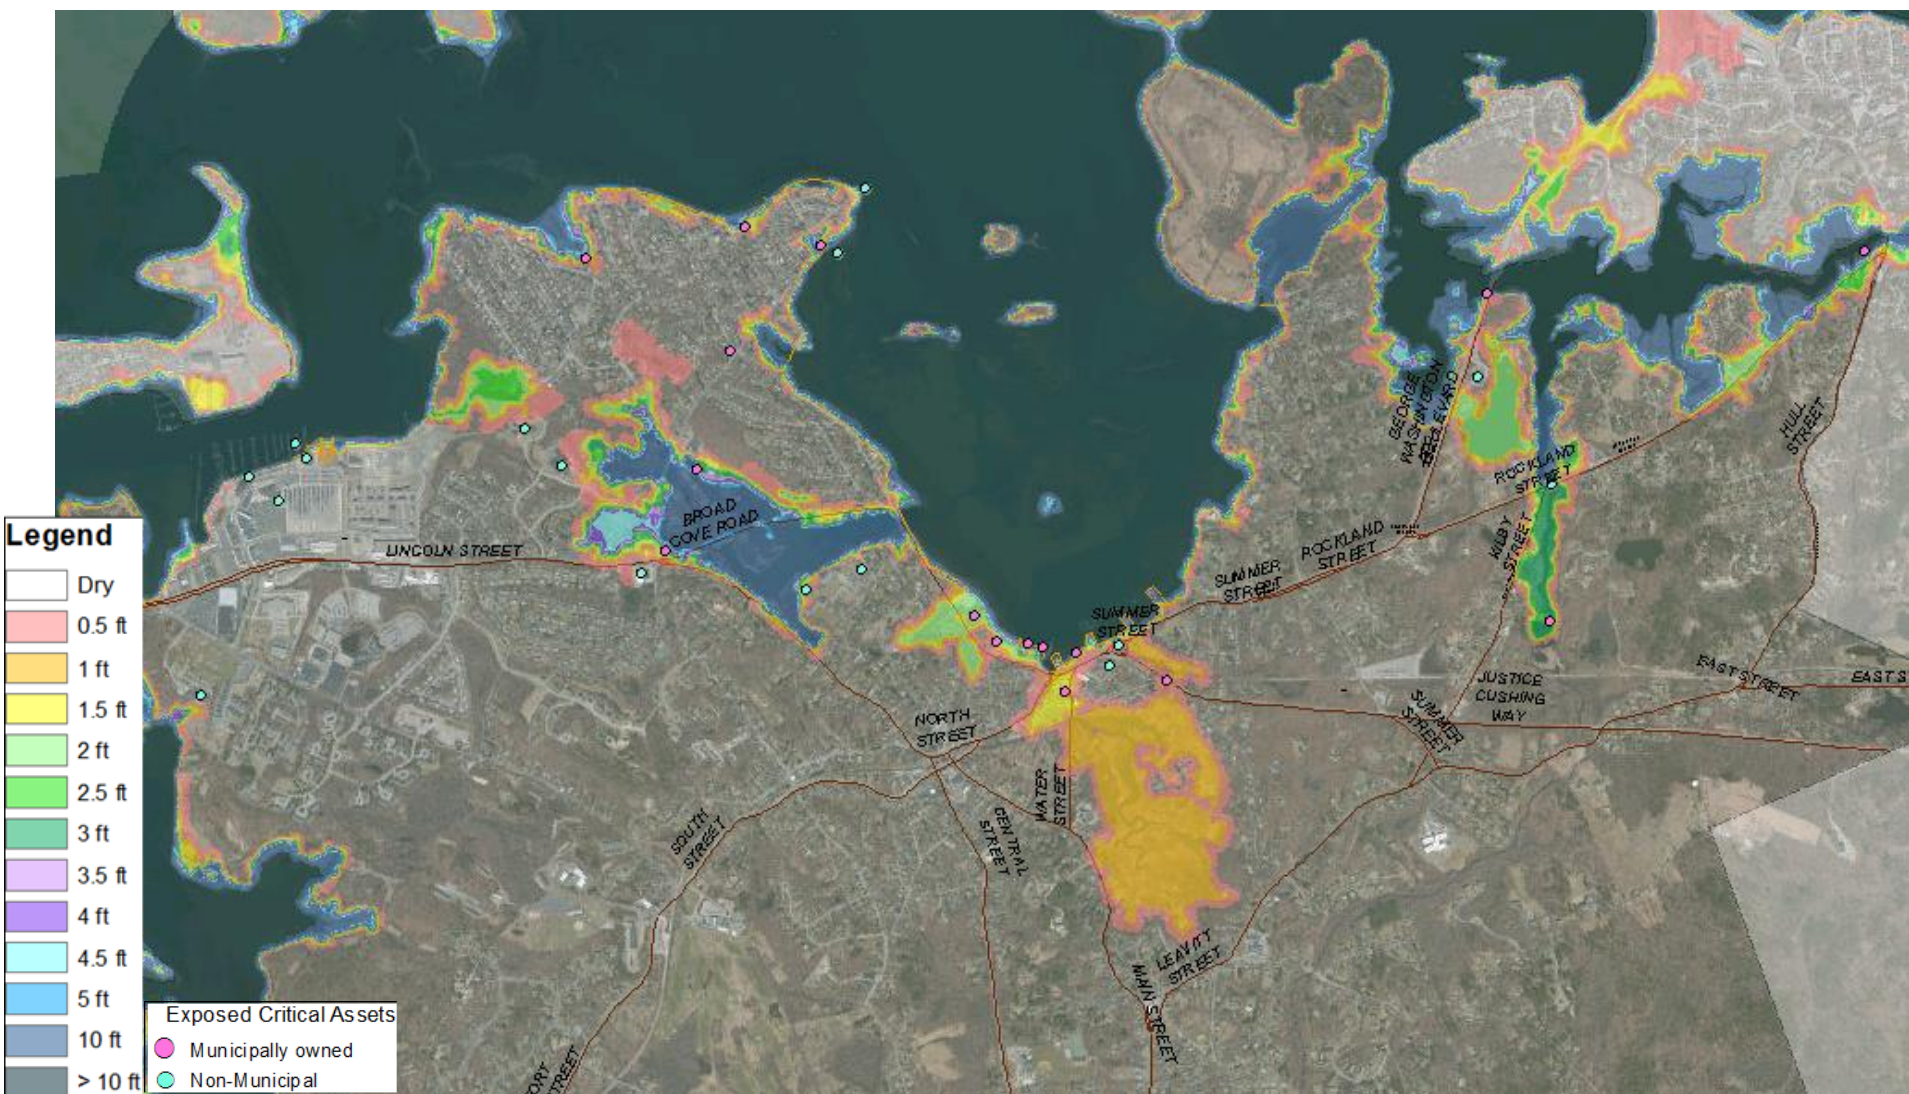 GEORGE
WASHINGTON
BOULEVARD
HULL
STREET
ROCKLAND
STREET
BROAD
COVE ROAD
LINCOLN STREET
KILBY
STREET
ROCKLAND
STREET
SUMMER
STREET
SUMMER
STREET
EAST STREET
EAST S
JUSTICE
CUSHING
WAY
SUMMER
STREET
NORTH
STREET
WATER
STREET
CENTRAL
STREET
SOUTH
STREET
LEAVITT
STREET
MAIN STREET
ORT
TREET
Legend
Dry
0.5 ft
1 ft
1.5 ft
2 ft
2.5 ft
3 ft
3.5 ft
4 ft
4.5 ft
5 ft
10 ft
> 10 ft
Exposed Critical Assets
Municipally owned
Non-Municipal